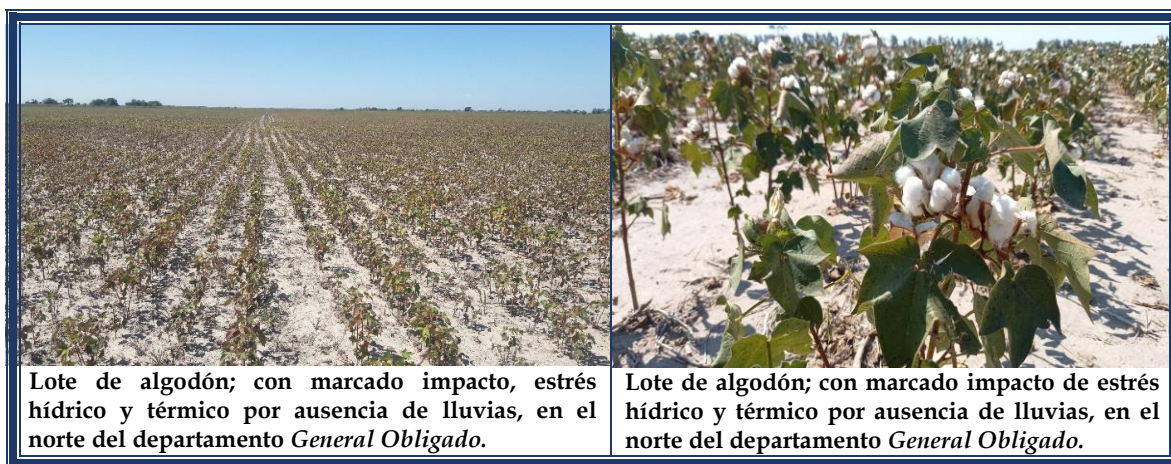 Lote de algodón; con marcado impacto, estrés
hídrico y térmico por ausencia de lluvias, en el
norte del departamento General Obligado.
Lote de algodón; con marcado impacto de estrés
hídrico y térmico por ausencia de lluvias, en el
norte del departamento General Obligado.